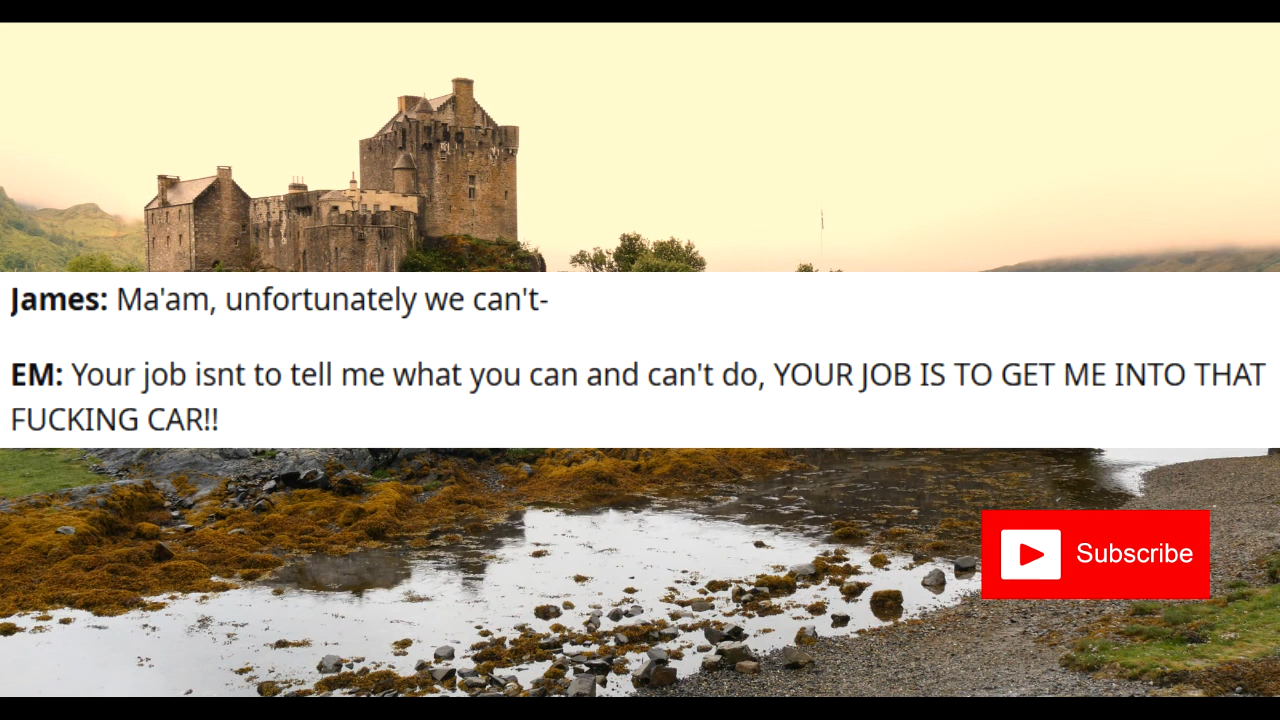 James: Ma'am, unfortunately we can't-
EM: Your job isnt to tell me what you can and can't do, YOUR JOB IS TO GET ME INTO THAT
FUCKING CAR!!
Subscribe